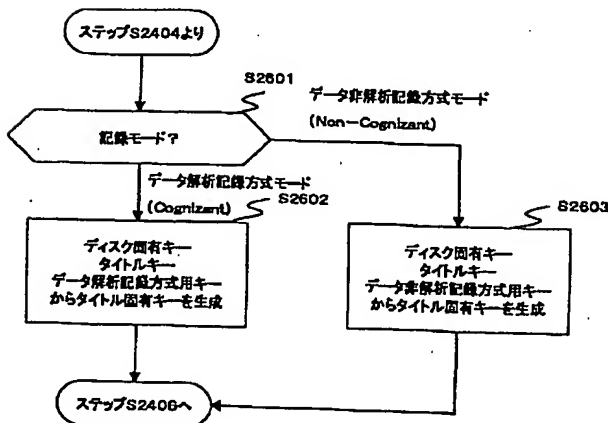 ステップS2404より
S2601
データ非解析記録方式モード
(Non-Cognizant)
記録モード?
データ解析記録方式モード
(Cognizant)
S2602
S2603
ディスク固有キー
タイトルキー
データ解析記録方式用キー
からタイトル固有キーを生成
ディスク固有キー
タイトルキー
データ非解析記録方式用キー
からタイトル固有キーを生成
ステップS2406へ